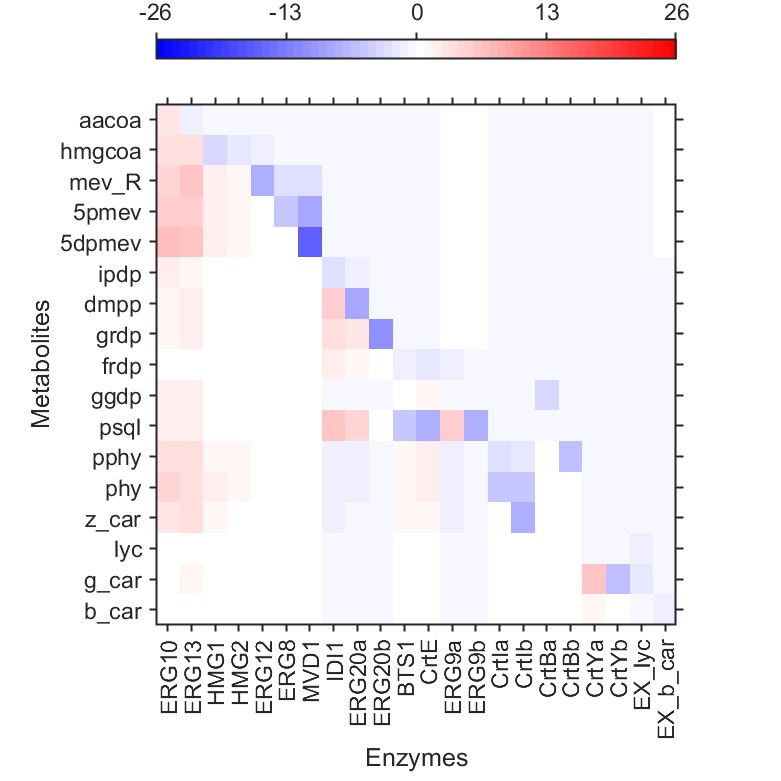 -26 -13 0 13 26
aacoa
hmgcoa
mev_R
5pmev
5dpmev
ipdp
dmpp
grdp
frdp
ggdp
psql
pphy
phy
z_car
lyc
g_car
b_car
Metabolites
ERG10 ERG13 HMG1 HMG2 ERG12 ERG8 MVD1 IDI1 ERG20a ERG20b BTS1 CrtE ERG9a ERG9b CrtIa CrtIb CrtBa CrtBb CrtYa CrtYb EX_lyc EX_b_car
Enzymes